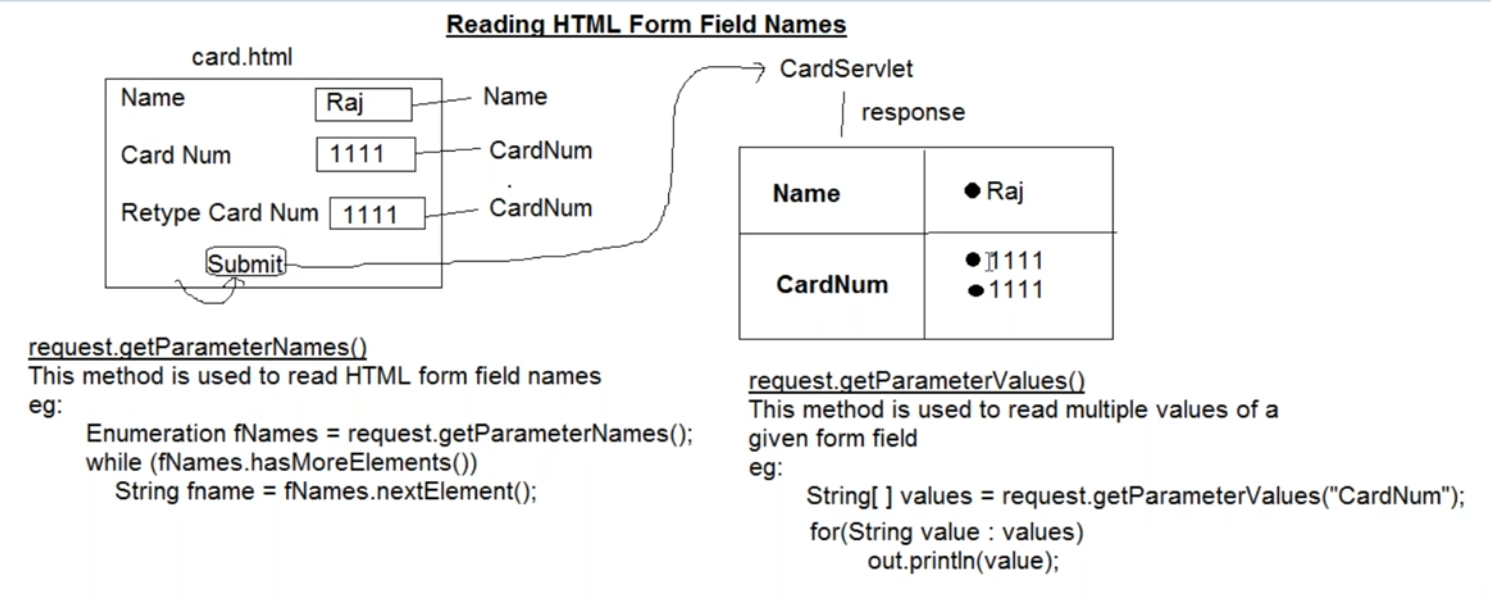 Reading HTML Form Field Names
card.html
Name Raj Name
Card Num 1111 CardNum
Retype Card Num 1111 CardNum
Submit
CardServlet
response
Name Raj
CardNum 1111
1111
request.getParameterNames()
This method is used to read HTML form field names
eg:
Enumeration fNames = request.getParameterNames();
while (fNames.hasMoreElements())
String fname = fNames.nextElement();
request.getParameterValues()
This method is used to read multiple values of a
given form field
eg:
String[ ] values = request.getParameterValues("CardNum");
for(String value : values)
out.println(value);